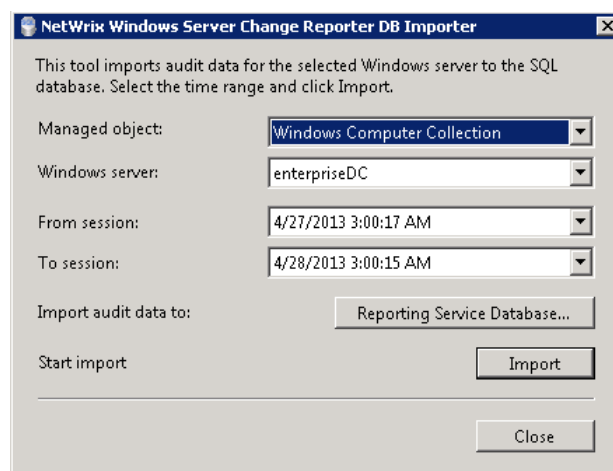 NetWrix Windows Server Change Reporter DB Importer
This tool imports audit data for the selected Windows server to the SQL
database. Select the time range and click Import.
Managed object:
Windows Computer Collection
Windows server:
enterpriseDC
From session:
4/27/2013 3:00:17 AM
To session:
4/28/2013 3:00:15 AM
Import audit data to:
Reporting Service Database...
Start import
Import
Close